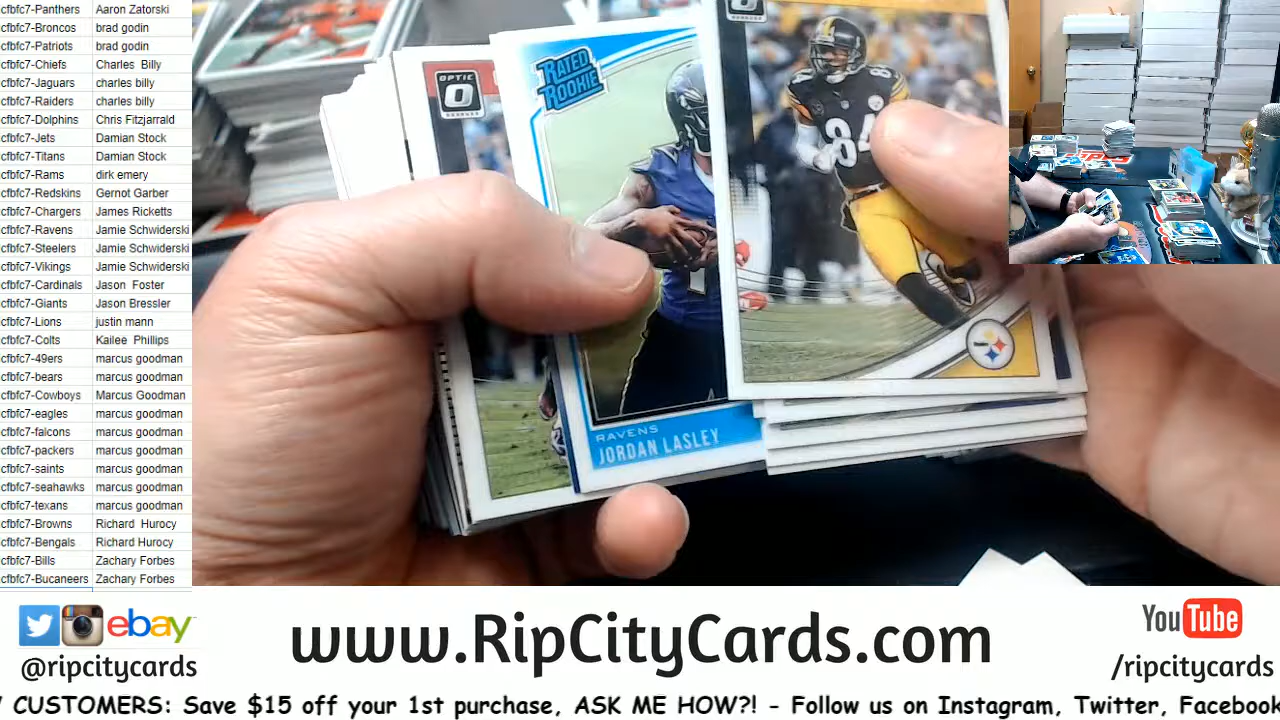 cfbfc7-Panthers Aaron Zatorski
cfbfc7-Broncos brad godin
cfbfc7-Patriots brad godin
cfbfc7-Chiefs Charles Billy
cfbfc7-Jaguars charles billy
cfbfc7-Raiders charles billy
cfbfc7-Dolphins Chris Fitzjarrald
cfbfc7-Jets Damian Stock
cfbfc7-Titans Damian Stock
cfbfc7-Rams dirk emery
cfbfc7-Redskins Gernot Garber
cfbfc7-Chargers James Ricketts
cfbfc7-Ravens Jamie Schwiderski
cfbfc7-Steelers Jamie Schwiderski
cfbfc7-Vikings Jamie Schwiderski
cfbfc7-Cardinals Jason Foster
cfbfc7-Giants Jason Bressler
cfbfc7-Lions justin mann
cfbfc7-Colts Kailee Phillips
cfbfc7-49ers marcus goodman
cfbfc7-bears marcus goodman
cfbfc7-Cowboys Marcus Goodman
cfbfc7-eagles marcus goodman
cfbfc7-falcons marcus goodman
cfbfc7-packers marcus goodman
cfbfc7-saints marcus goodman
cfbfc7-seahawks marcus goodman
cfbfc7-texans marcus goodman
cfbfc7-Browns Richard Hurocy
cfbfc7-Bengals Richard Hurocy
cfbfc7-Bills Zachary Forbes
cfbfc7-Bucaneers Zachary Forbes
OPTIC
RATED
ROOKIE
RAVENS
JORDAN LASLEY
84
ebay
@ripcitycards
www.RipCityCards.com
YouTube
/ripcitycards
CUSTOMERS: Save $15 off your 1st purchase, ASK ME HOW?! - Follow us on Instagram, Twitter, Facebook